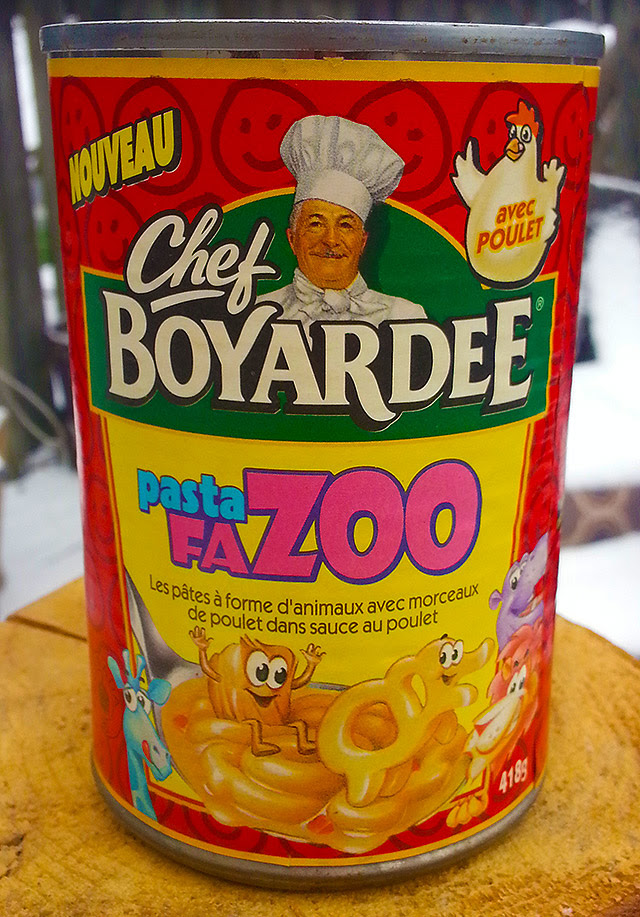 NOUVEAU
avec
POULET
Chef
BOYARDEE®
pasta
FAZOO
Les pâtes à forme d'animaux avec morceaux
de poulet dans sauce au poulet
418g